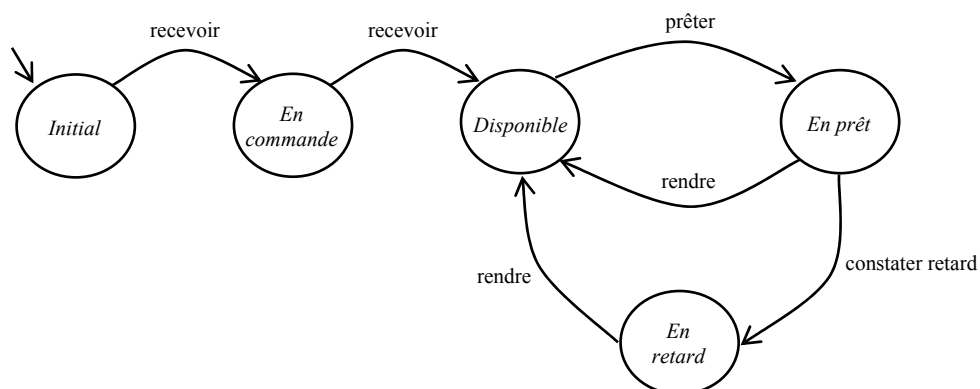 recevoir
recevoir
prêter
Initial
En
commande
Disponible
En prêt
rendre
constater retard
rendre
En
retard